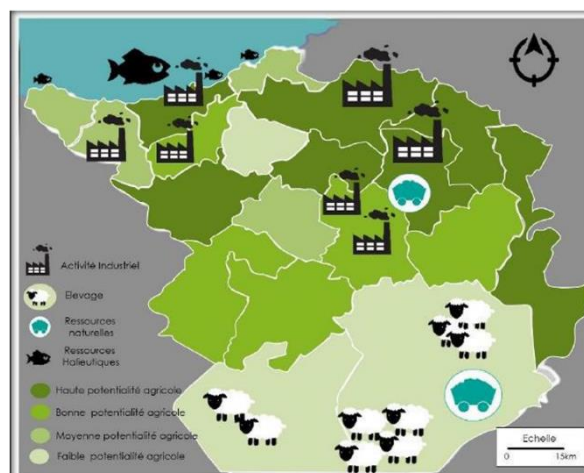 Activité Industriel
Elevage
Ressources
naturelles
Ressources
Halieutiques
Haute potentialité agricole
Bonne potentialité agricole
Moyenne potentialité agricole
Faible potentialité agricole
Echelle
0 15km